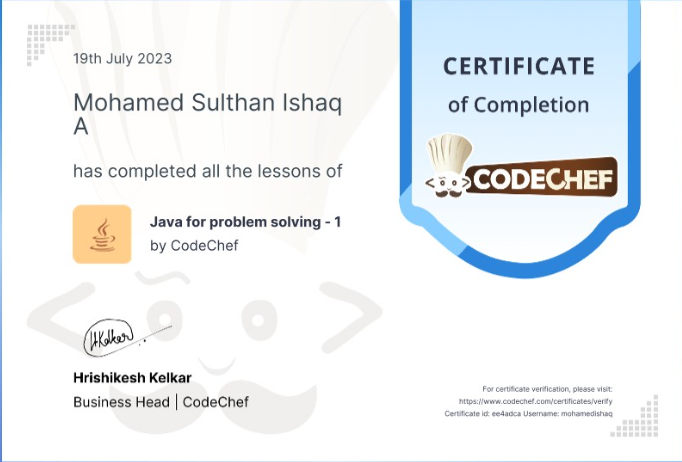 19th July 2023
Mohamed Sulthan Ishaq
A
has completed all the lessons of
Java for problem solving - 1
by CodeChef
HKelkar
Hrishikesh Kelkar
Business Head | CodeChef
CERTIFICATE
of Completion
CODECHEF
For certificate verification, please visit:
https://www.codechef.com/certificates/verify
Certificate id: ee4adca Username: mohamedishaq